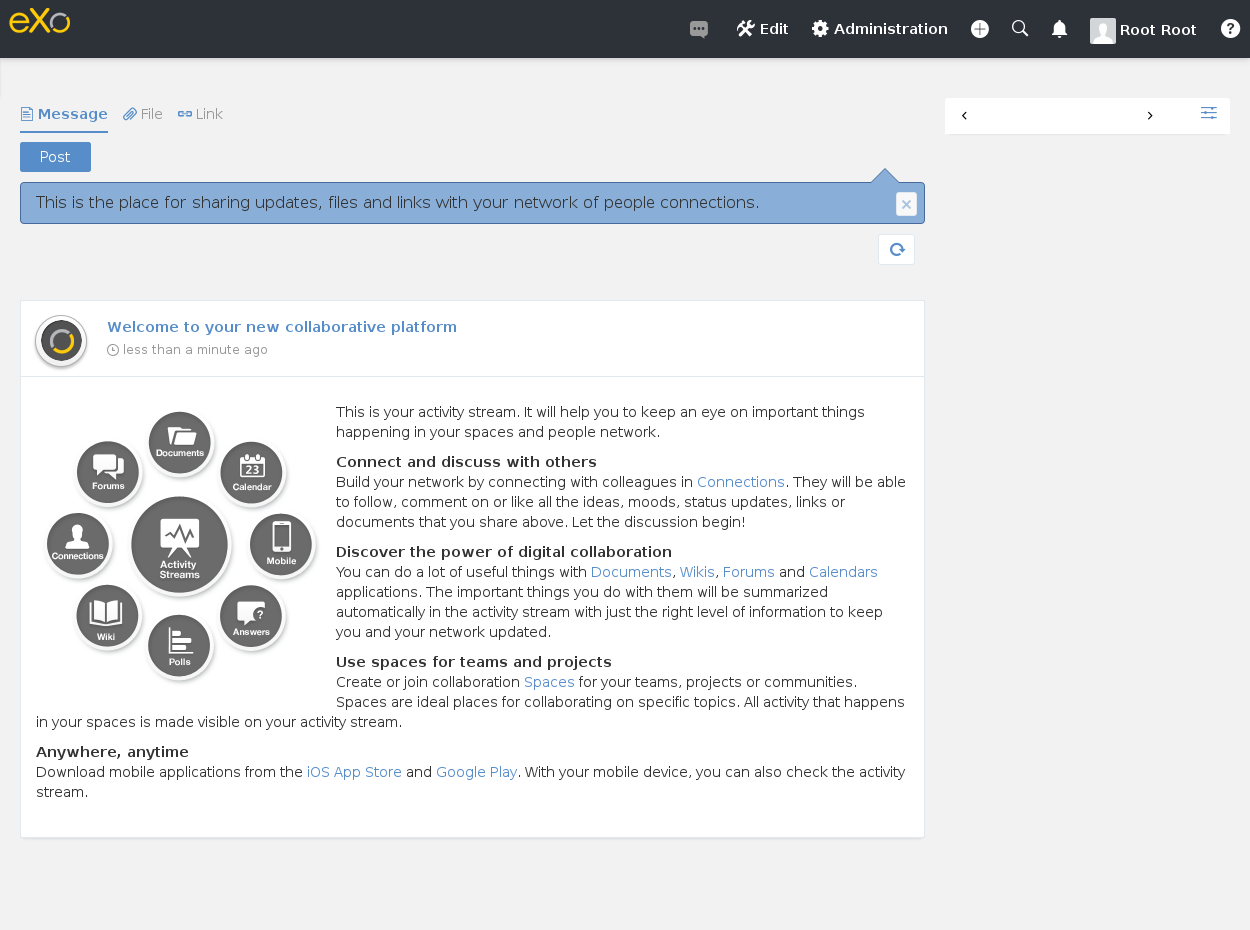 eXo
Edit
Administration
Root Root
Message
File
Link
Post
This is the place for sharing updates, files and links with your network of people connections.
Welcome to your new collaborative platform
less than a minute ago
Documents
Forums
23
Calendar
Connections
Activity
Streams
Mobile
Wiki
Answers
Polls
This is your activity stream. It will help you to keep an eye on important things
happening in your spaces and people network.
Connect and discuss with others
Build your network by connecting with colleagues in Connections. They will be able
to follow, comment on or like all the ideas, moods, status updates, links or
documents that you share above. Let the discussion begin!
Discover the power of digital collaboration
You can do a lot of useful things with Documents, Wikis, Forums and Calendars
applications. The important things you do with them will be summarized
automatically in the activity stream with just the right level of information to keep
you and your network updated.
Use spaces for teams and projects
Create or join collaboration Spaces for your teams, projects or communities.
Spaces are ideal places for collaborating on specific topics. All activity that happens
in your spaces is made visible on your activity stream.
Anywhere, anytime
Download mobile applications from the iOS App Store and Google Play. With your mobile device, you can also check the activity
stream.